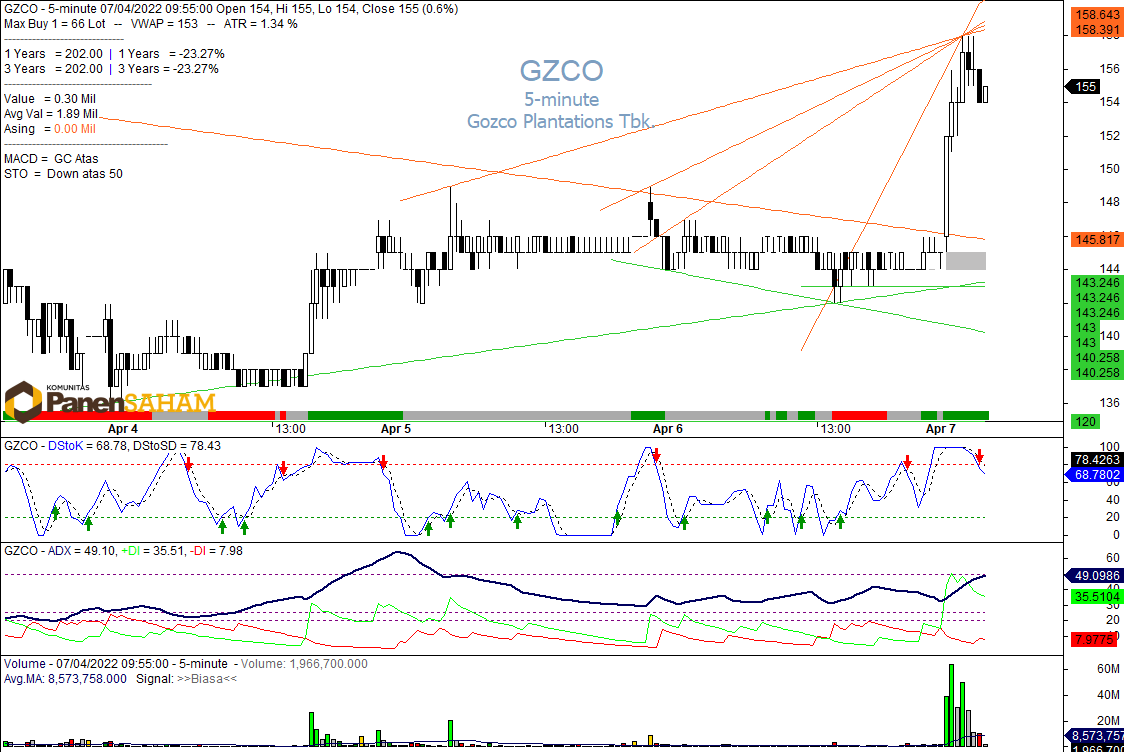 GZCO - 5-minute 07/04/2022 09:55:00 Open 154, Hi 155, Lo 154, Close 155 (0.6%)
Max Buy 1 = 66 Lot -- VWAP = 153 -- ATR = 1.34 %
1 Years = 202.00 | 1 Years = -23.27%
3 Years = 202.00 | 3 Years = -23.27%
Value = 0.30 Mil
Avg Val = 1.89 Mil
Asing = 0.00 Mil
MACD = GC Atas
STO = Down atas 50
GZCO
5-minute
Gozco Plantations Tbk.
158.643
158.391
156
155
154
152
150
148
145.817
144
143.246
143.246
143.246
143
143
140
140.258
140.258
136
120
KOMUNITAS
PanenSAHAM
Apr 4
13:00
Apr 5
13:00
Apr 6
13:00
Apr 7
GZCO - DStoK = 68.78, DStoSD = 78.43
100
78.4263
68.7802
40
20
0
GZCO - ADX = 49.10, +DI = 35.51, -DI = 7.98
60
49.0986
35.5104
30
20
7.9775
Volume - 07/04/2022 09:55:00 - 5-minute - Volume: 1,966,700.000
Avg.MA: 8,573,758.000 Signal: >>Biasa<<
60M
40M
20M
8,573,757
1,966,700